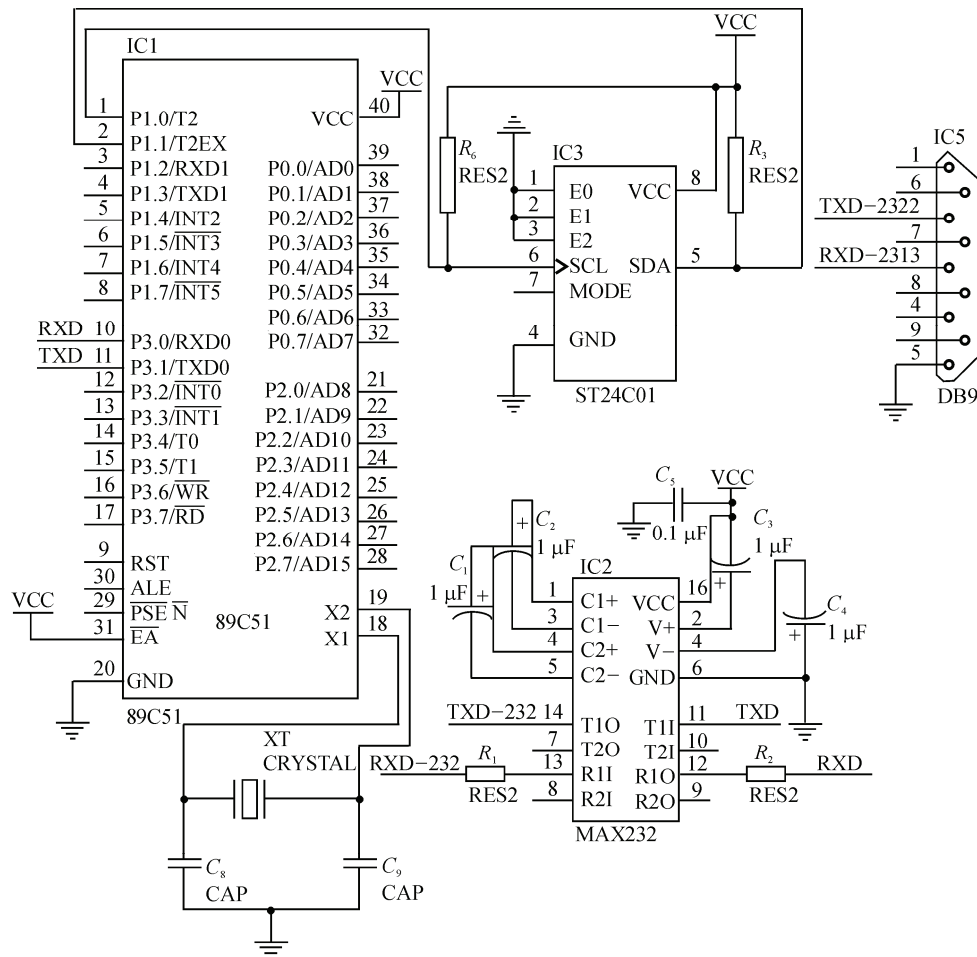 IC1
1 P1.0/T2
2 P1.1/T2EX
3 P1.2/RXD1
4 P1.3/TXD1
5 P1.4/INT2
6 P1.5/INT3
7 P1.6/INT4
8 P1.7/INT5
RXD 10 P3.0/RXD0
TXD 11 P3.1/TXD0
12 P3.2/INT0
13 P3.3/INT1
14 P3.4/T0
15 P3.5/T1
16 P3.6/WR
17 P3.7/RD
9 RST
30 ALE
29 PSEN
VCC
31 EA
20 GND
VCC
VCC 40
P0.0/AD0 39
P0.1/AD1 38
P0.2/AD2 37
P0.3/AD3 36
P0.4/AD4 35
P0.5/AD5 34
P0.6/AD6 33
P0.7/AD7 32
P2.0/AD8 21
P2.1/AD9 22
P2.2/AD10 23
P2.3/AD11 24
P2.4/AD12 25
P2.5/AD13 26
P2.6/AD14 27
P2.7/AD15 28
X2 19
X1 18
89C51
89C51
XT
CRYSTAL
C8
CAP
C9
CAP
VCC
R6
RES2
R3
RES2
IC3
1 E0
2 E1
3 E2
6 SCL
7 MODE
4 GND
VCC 8
SDA 5
ST24C01
IC5
1
6
TXD-2322
7
RXD-2313
8
4
9
5
DB9
VCC
C5
0.1 μF
C3
1 μF
+
C2
1 μF
+
C1
1 μF
+
C4
1 μF
+
IC2
1 C1+
3 C1-
4 C2+
5 C2-
TXD-232 14 T1O
7 T2O
RXD-232 R1 13 R1I
RES2
8 R2I
VCC 16
V+ 2
V- 4
GND 6
T1I 11 TXD
T2I 10
R1O 12 R2 RXD
RES2
R2O 9
MAX232